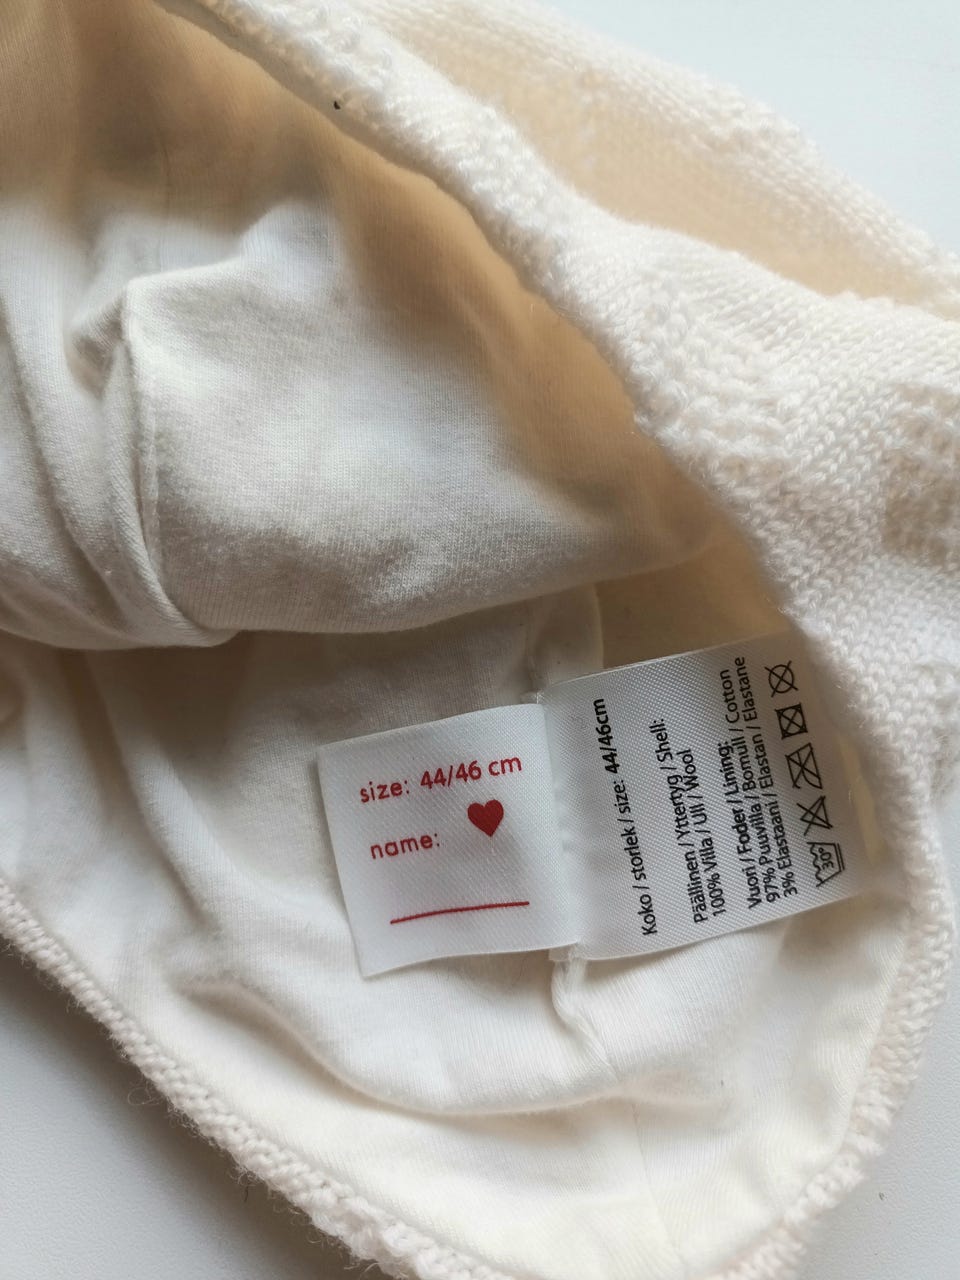 size: 44/46 cm
name:
Koko / storlek / size: 44/46cm
Päällinen / Yttertyg / Shell:
100% Villa / Ull / Wool
Vuori / Foder / Lining:
97% Puuvilla / Bomull / Cotton
3% Elastaani / Elastan / Elastane
30°